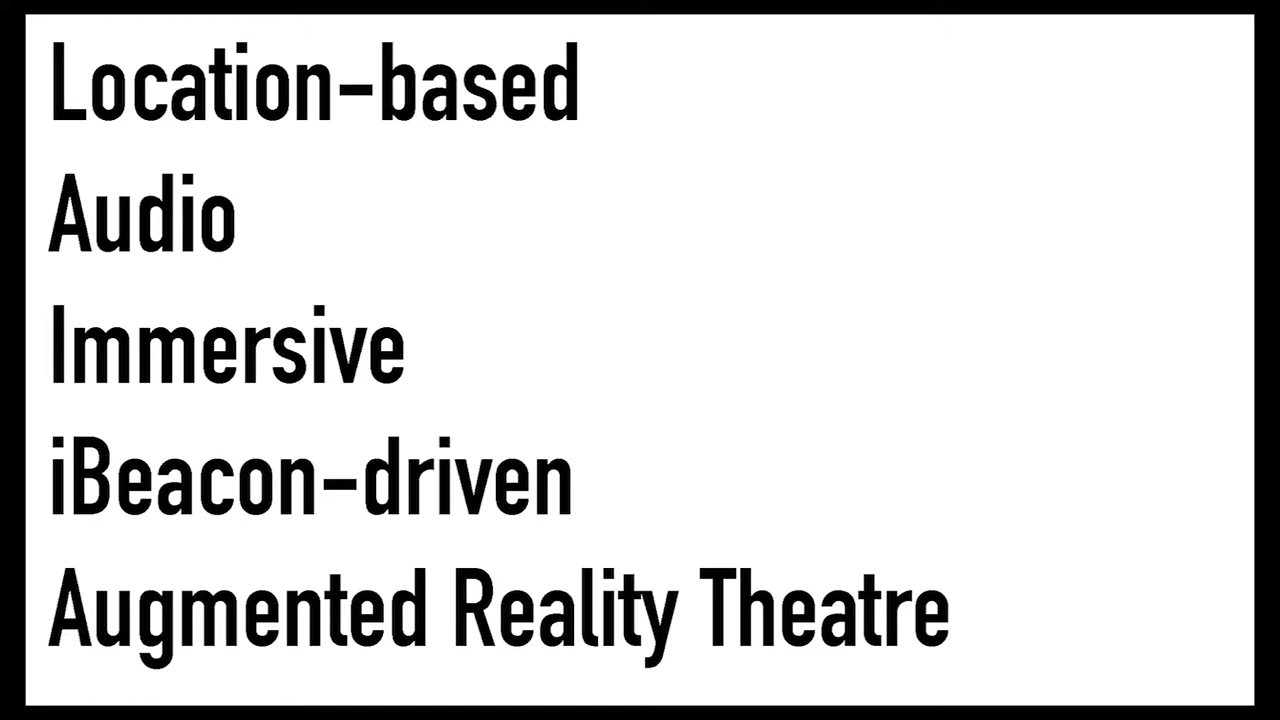 Location-based
Audio
Immersive
iBeacon-driven
Augmented Reality Theatre